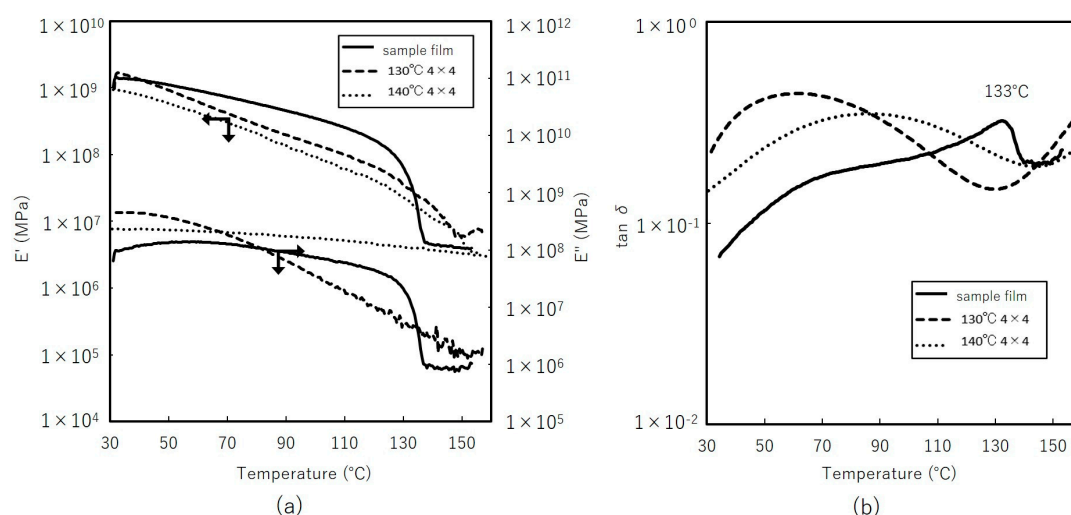 1×10¹⁰
1×10⁹
1×10⁸
1×10⁷
1×10⁶
1×10⁵
1×10⁴
E' (MPa)
sample film
130℃ 4×4
140℃ 4×4
1×10¹²
1×10¹¹
1×10¹⁰
1×10⁹
1×10⁸
1×10⁷
1×10⁶
1×10⁵
E'' (MPa)
30 50 70 90 110 130 150
Temperature (°C)
(a)
1×10⁰
1×10⁻¹
1×10⁻²
tan δ
133°C
sample film
130℃ 4×4
140℃ 4×4
30 50 70 90 110 130 150
Temperature (°C)
(b)